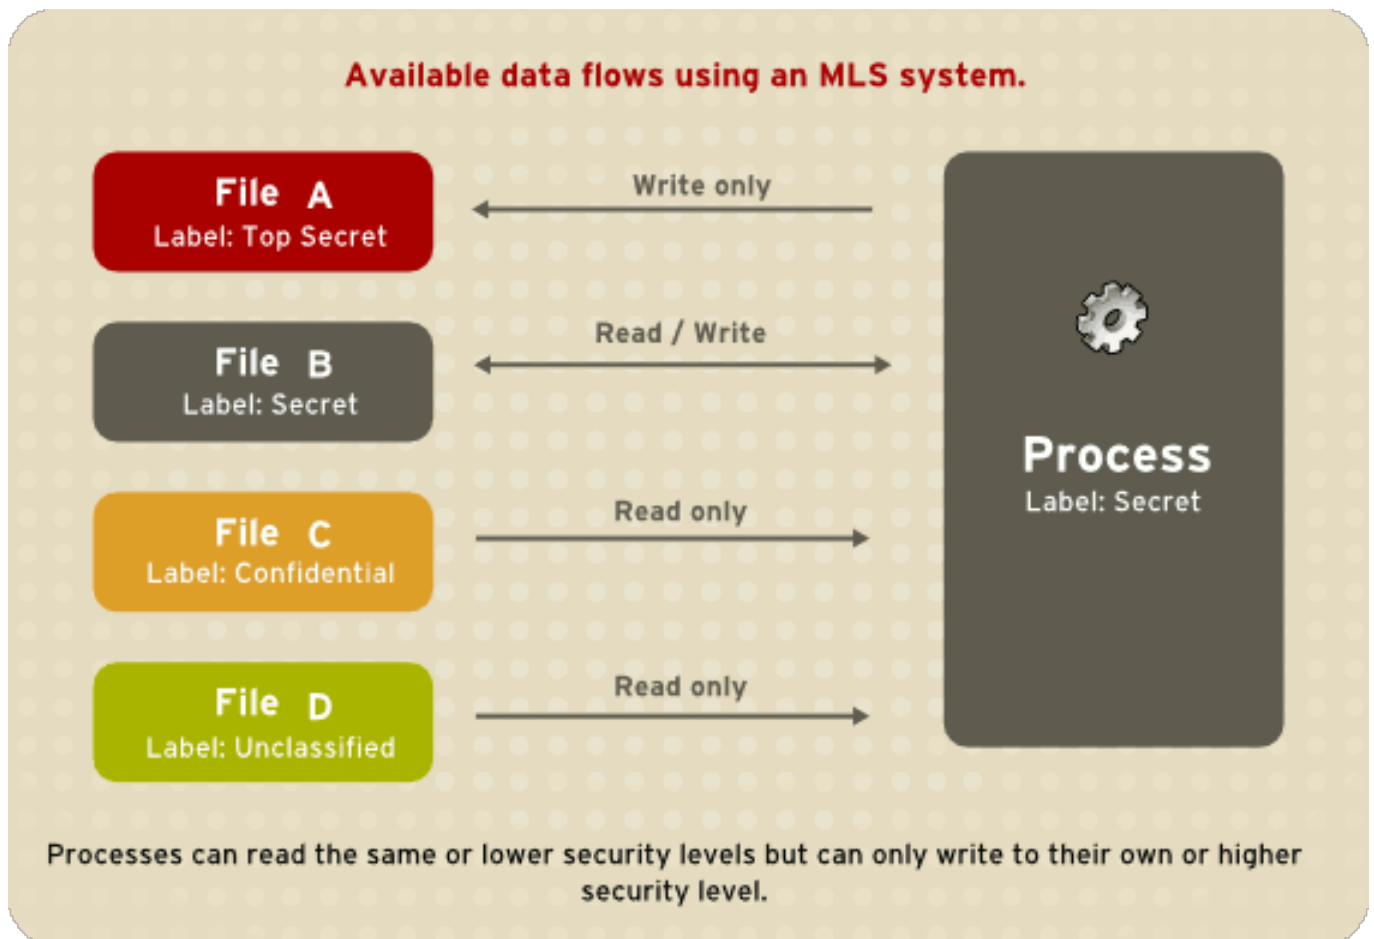 Available data flows using an MLS system.
File A
Label: Top Secret
Write only
File B
Label: Secret
Read / Write
File C
Label: Confidential
Read only
File D
Label: Unclassified
Read only
Process
Label: Secret
Processes can read the same or lower security levels but can only write to their own or higher
security level.